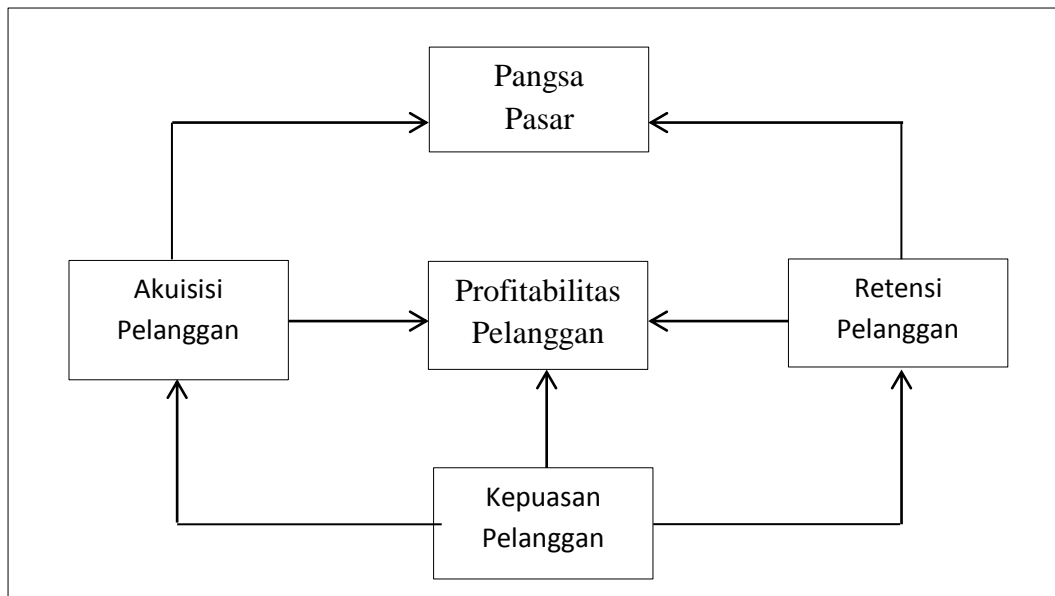 Pangsa
Pasar
Akuisisi
Pelanggan
Profitabilitas
Pelanggan
Retensi
Pelanggan
Kepuasan
Pelanggan